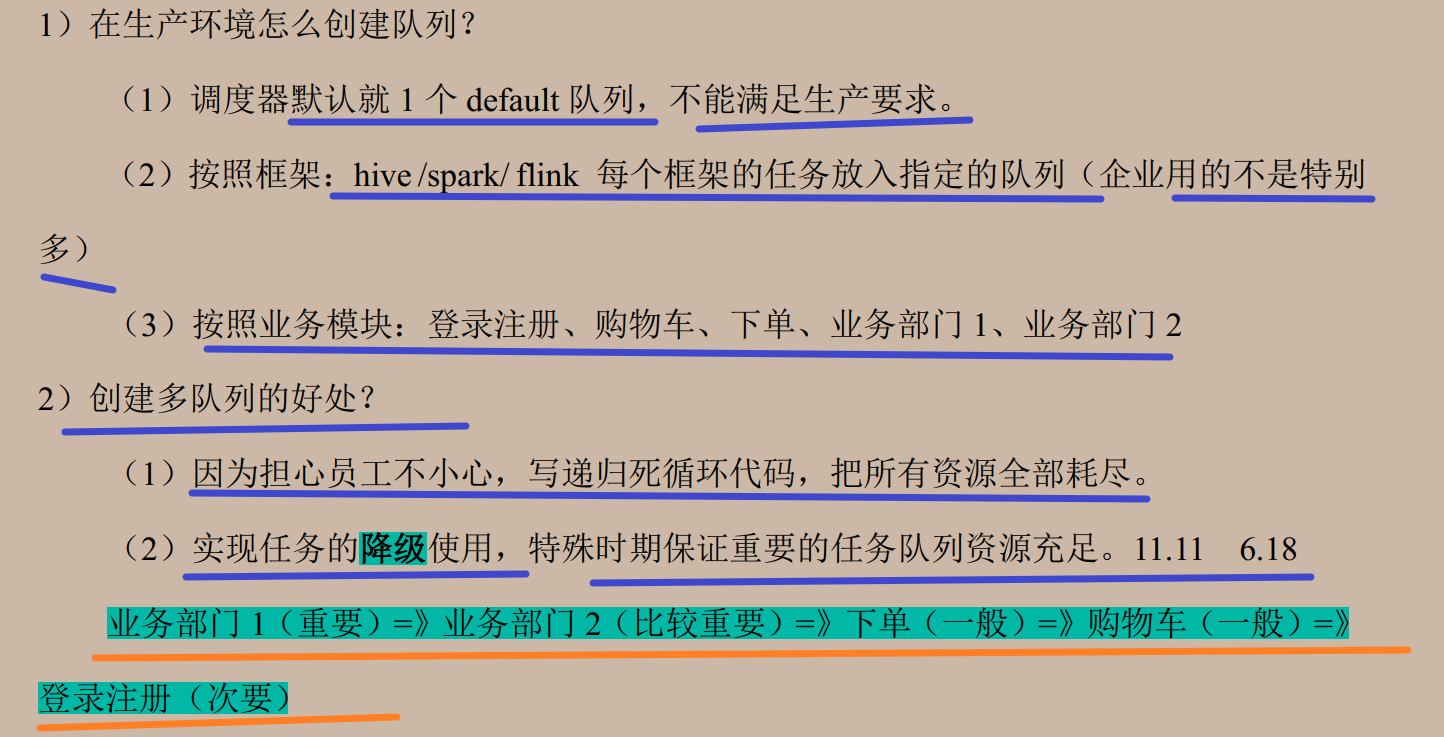 1）在生产环境怎么创建队列？
（1）调度器默认就 1 个 default 队列，不能满足生产要求。
（2）按照框架：hive /spark/ flink 每个框架的任务放入指定的队列（企业用的不是特别
多）
（3）按照业务模块：登录注册、购物车、下单、业务部门 1、业务部门 2
2）创建多队列的好处？
（1）因为担心员工不小心，写递归死循环代码，把所有资源全部耗尽。
（2）实现任务的降级使用，特殊时期保证重要的任务队列资源充足。11.11 6.18
业务部门 1（重要）=》业务部门 2（比较重要）=》下单（一般）=》购物车（一般）=》
登录注册（次要）